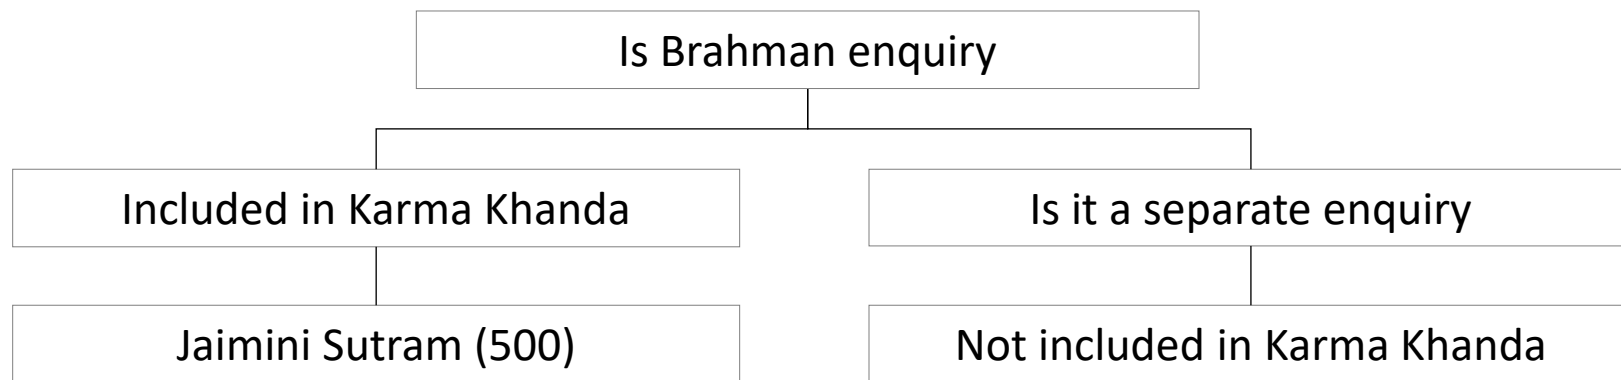 Is Brahman enquiry
Included in Karma Khanda
Is it a separate enquiry
Jaimini Sutram (500)
Not included in Karma Khanda